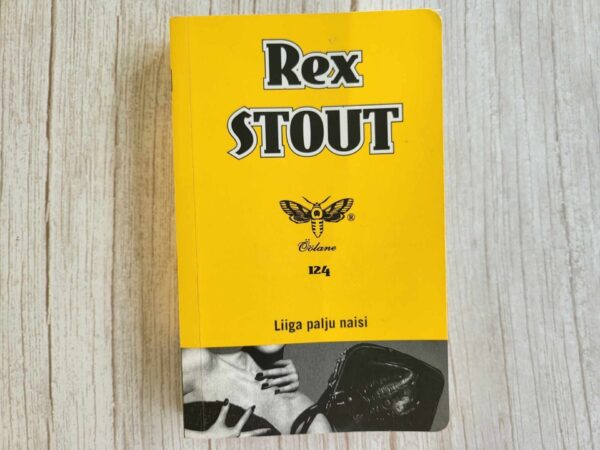 Rex
STOUT
®
Öölane
124
Liiga palju naisi